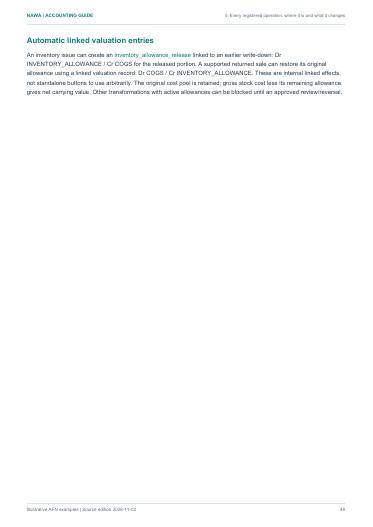 NAWA | ACCOUNTING GUIDE
5. Every registered operation: where it is and what it changes
Automatic linked valuation entries
An inventory issue can create an inventory_allowance_release linked to an earlier write-down: Dr
INVENTORY_ALLOWANCE / Cr COGS for the released portion. A supported returned sale can restore its original
allowance using a linked valuation record: Dr COGS / Cr INVENTORY_ALLOWANCE. These are internal linked effects,
not standalone buttons to use arbitrarily. The original cost pool is retained; gross stock cost less its remaining allowance
gives net carrying value. Other transformations with active allowances can be blocked until an approved review/reversal.
Illustrative AFN examples | Source edition